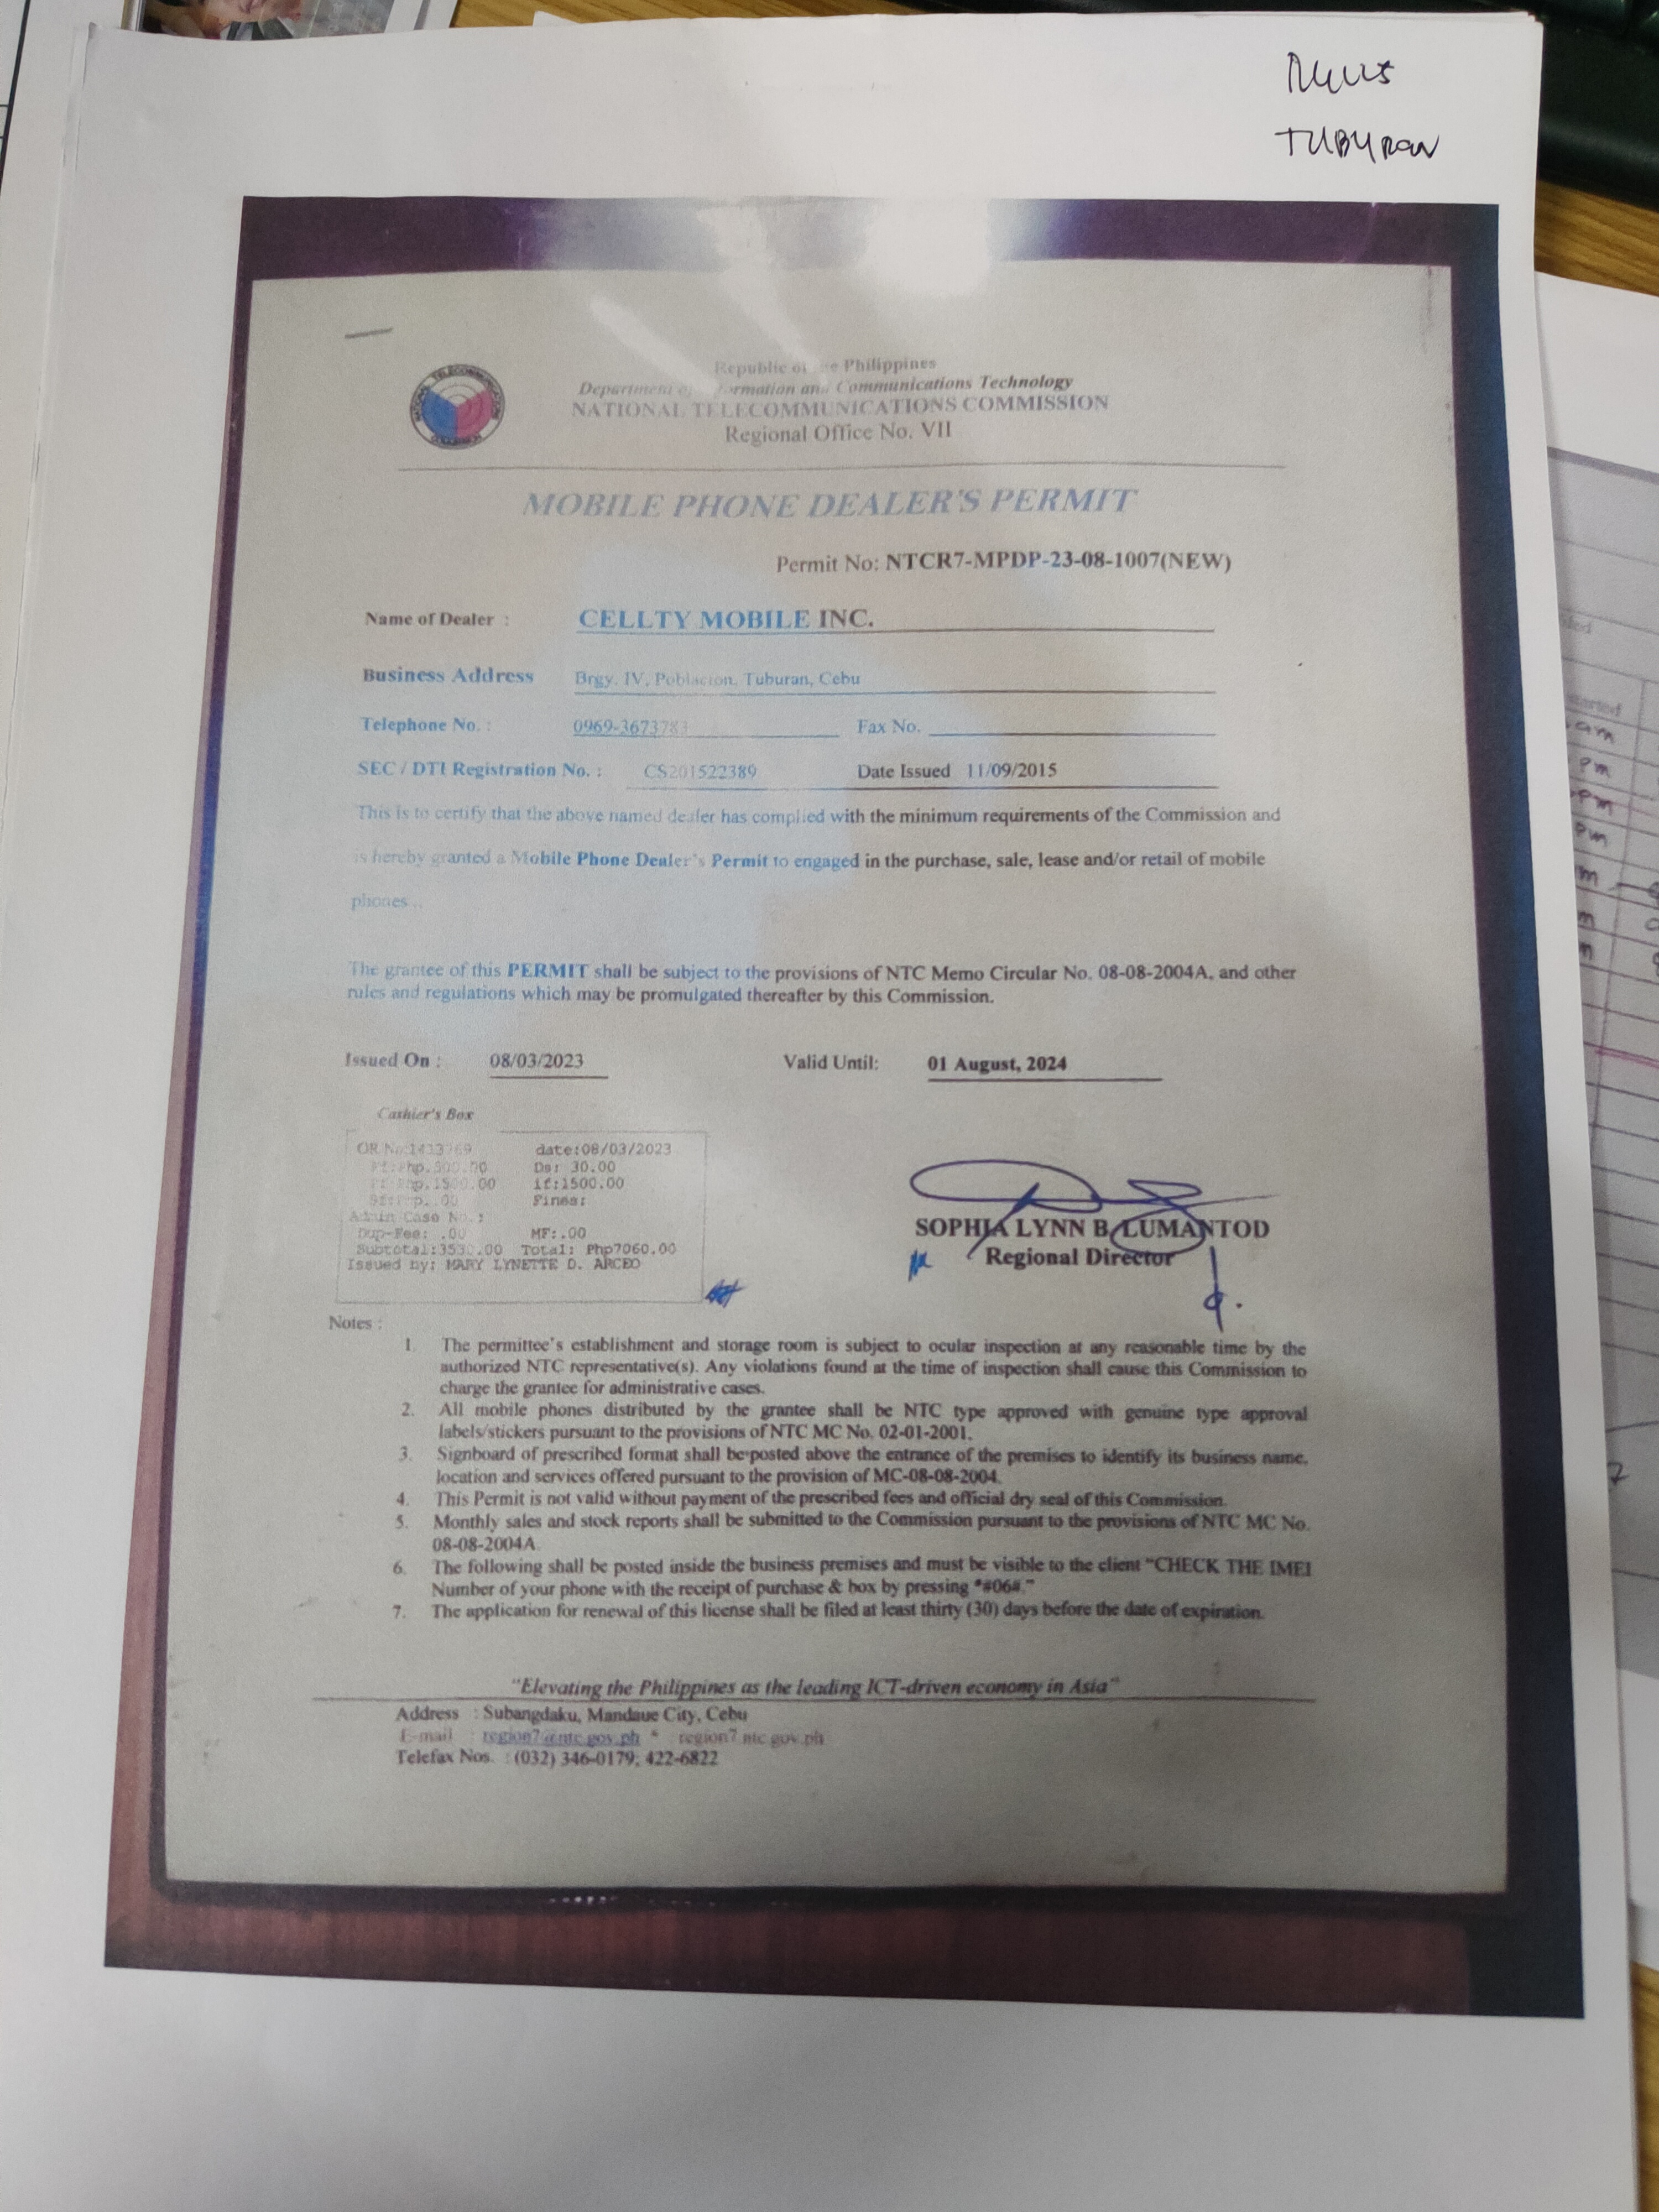 TUBURAN
Republic of the Philippines
Department of Information and Communications Technology
NATIONAL TELECOMMUNICATIONS COMMISSION
Regional Office No. VII
MOBILE PHONE DEALER'S PERMIT
Permit No: NTCR7-MPDP-23-08-1007(NEW)
Name of Dealer : CELLTY MOBILE INC.
Business Address Brgy. IV, Poblacion, Tuburan, Cebu
Telephone No. : 0969-3673783 Fax No.
SEC / DTI Registration No. : CS201522389 Date Issued 11/09/2015
This is to certify that the above named dealer has complied with the minimum requirements of the Commission and
is hereby granted a Mobile Phone Dealer's Permit to engaged in the purchase, sale, lease and/or retail of mobile
phones..
The grantee of this PERMIT shall be subject to the provisions of NTC Memo Circular No. 08-08-2004A, and other
rules and regulations which may be promulgated thereafter by this Commission.
Issued On : 08/03/2023 Valid Until: 01 August, 2024
Cashier's Box
OR No: date:08/03/2023
Ds: 30.00
if:1500.00
Fines:
Admin Case No.:
Dup-Fee: .00 MF:.00
Subtotal:3530.00 Total: Php7060.00
Issued by: MARY LYNETTE D. ARCEO
SOPHIA LYNN B. LUMANTOD
Regional Director
Notes :
1. The permittee's establishment and storage room is subject to ocular inspection at any reasonable time by the
authorized NTC representative(s). Any violations found at the time of inspection shall cause this Commission to
charge the grantee for administrative cases.
2. All mobile phones distributed by the grantee shall be NTC type approved with genuine type approval
labels/stickers pursuant to the provisions of NTC MC No. 02-01-2001.
3. Signboard of prescribed format shall be posted above the entrance of the premises to identify its business name,
location and services offered pursuant to the provision of MC-08-08-2004.
4. This Permit is not valid without payment of the prescribed fees and official dry seal of this Commission.
5. Monthly sales and stock reports shall be submitted to the Commission pursuant to the provisions of NTC MC No.
08-08-2004A.
6. The following shall be posted inside the business premises and must be visible to the client "CHECK THE IMEI
Number of your phone with the receipt of purchase & box by pressing *#06#."
7. The application for renewal of this license shall be filed at least thirty (30) days before the date of expiration.
"Elevating the Philippines as the leading ICT-driven economy in Asia"
Address : Subangdaku, Mandaue City, Cebu
E-mail : region7@ntc.gov.ph * region7.ntc.gov.ph
Telefax Nos. : (032) 346-0179; 422-6822